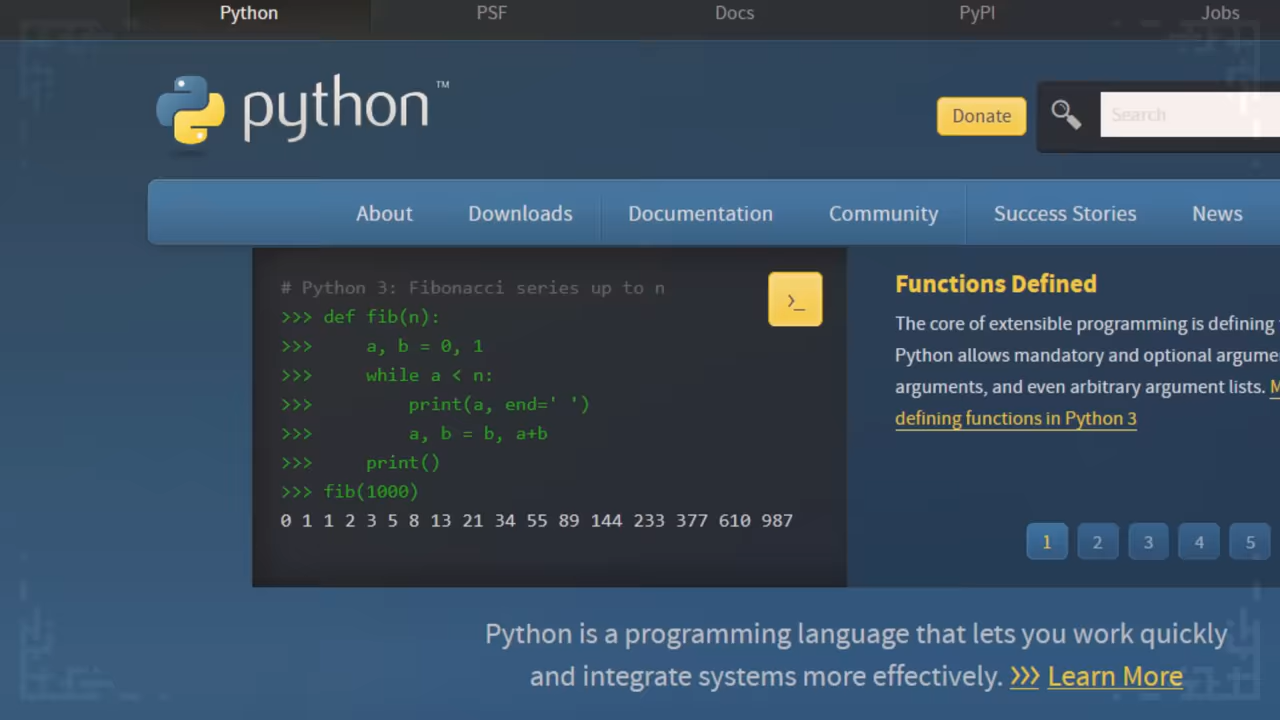 Python PSF Docs PyPI Jobs
python™
Donate Search
About Downloads Documentation Community Success Stories News
# Python 3: Fibonacci series up to n
>>> def fib(n):
>>>     a, b = 0, 1
>>>     while a < n:
>>>         print(a, end=' ')
>>>         a, b = b, a+b
>>>     print()
>>> fib(1000)
0 1 1 2 3 5 8 13 21 34 55 89 144 233 377 610 987
>_
Functions Defined
The core of extensible programming is defining
Python allows mandatory and optional argume
arguments, and even arbitrary argument lists. M
defining functions in Python 3
1 2 3 4 5
Python is a programming language that lets you work quickly
and integrate systems more effectively. >>> Learn More